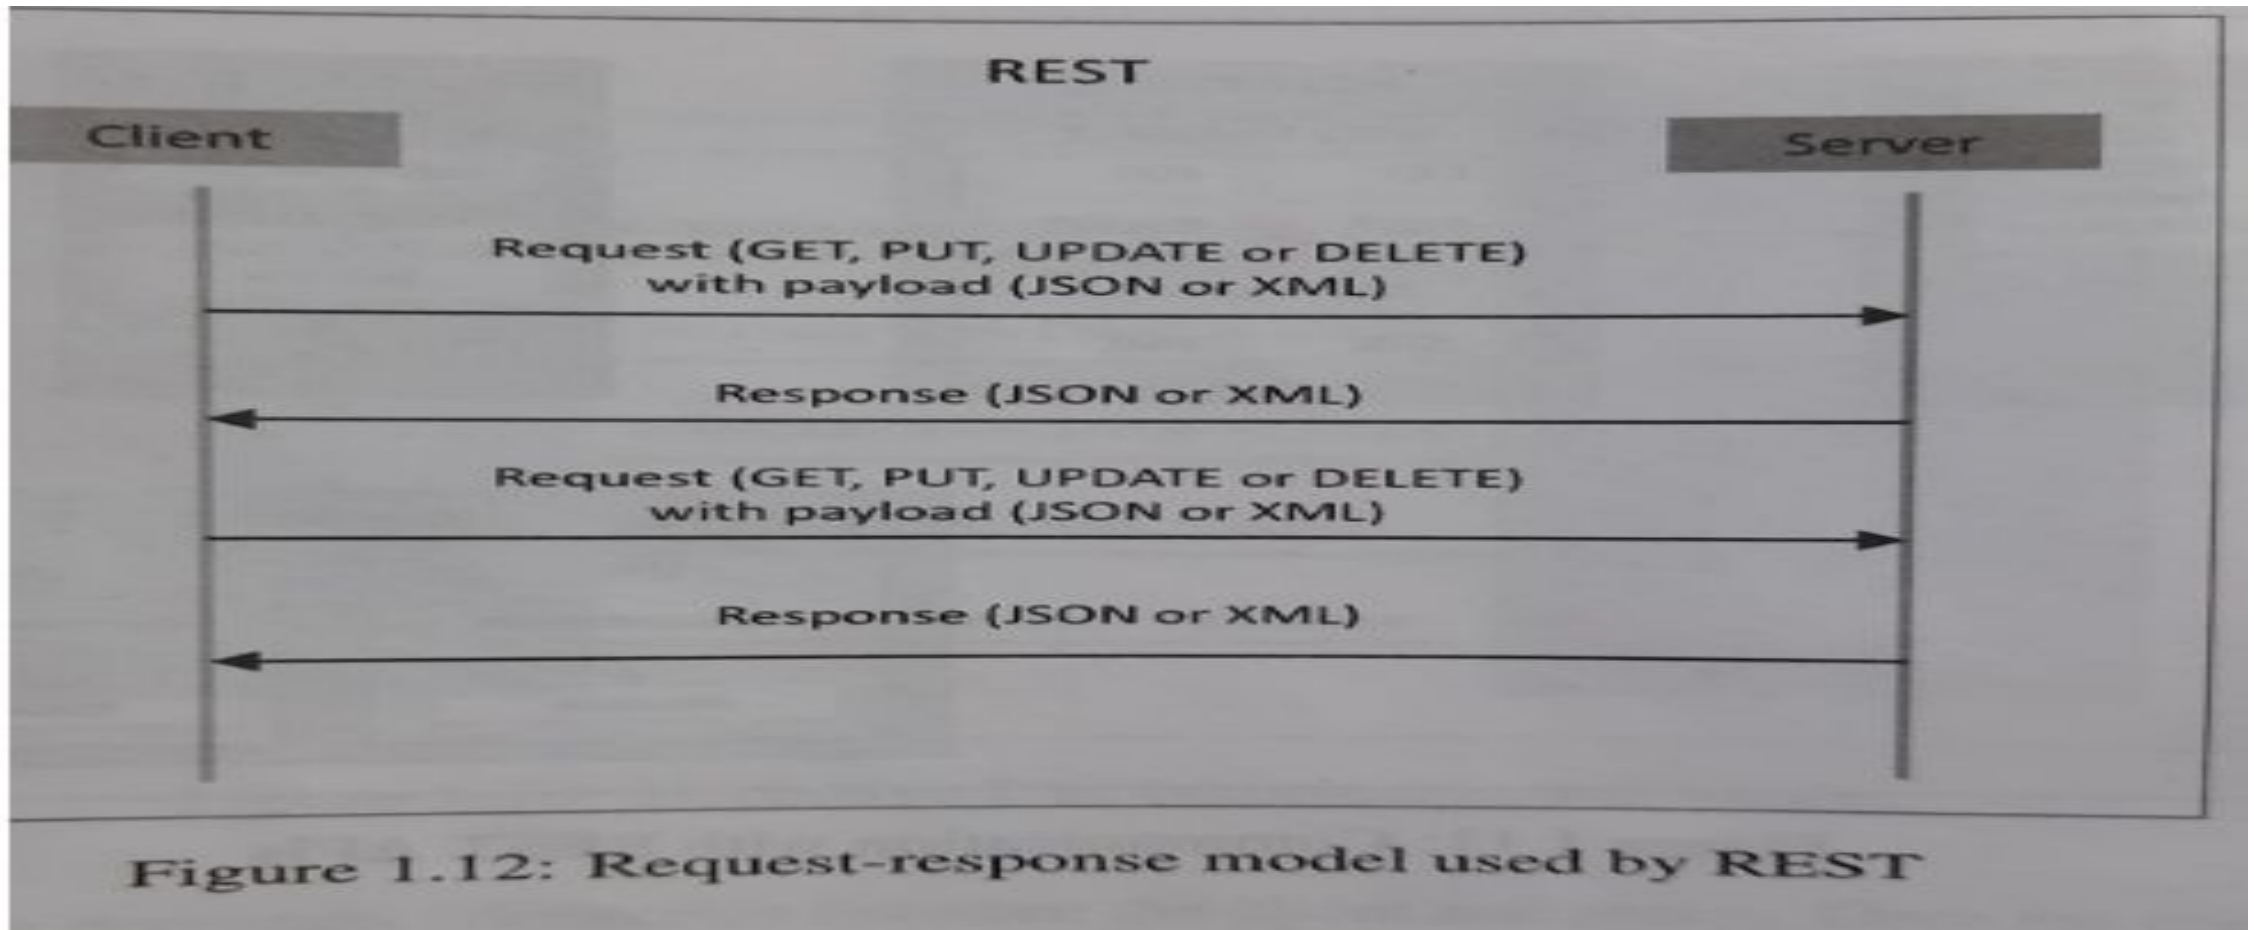 REST
Client
Server
Request (GET, PUT, UPDATE or DELETE)
with payload (JSON or XML)
Response (JSON or XML)
Request (GET, PUT, UPDATE or DELETE)
with payload (JSON or XML)
Response (JSON or XML)
Figure 1.12: Request-response model used by REST